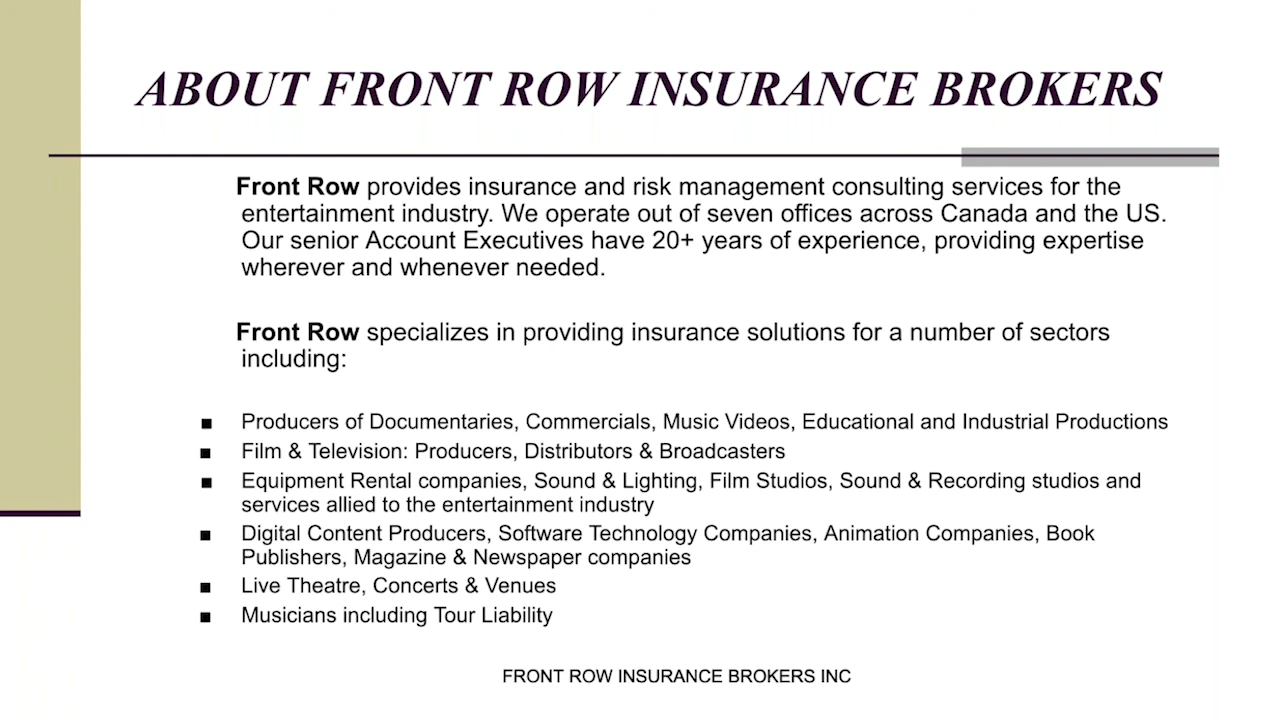 ABOUT FRONT ROW INSURANCE BROKERS
Front Row provides insurance and risk management consulting services for the
entertainment industry. We operate out of seven offices across Canada and the US.
Our senior Account Executives have 20+ years of experience, providing expertise
wherever and whenever needed.
Front Row specializes in providing insurance solutions for a number of sectors
including:
■ Producers of Documentaries, Commercials, Music Videos, Educational and Industrial Productions
■ Film & Television: Producers, Distributors & Broadcasters
■ Equipment Rental companies, Sound & Lighting, Film Studios, Sound & Recording studios and
services allied to the entertainment industry
■ Digital Content Producers, Software Technology Companies, Animation Companies, Book
Publishers, Magazine & Newspaper companies
■ Live Theatre, Concerts & Venues
■ Musicians including Tour Liability
FRONT ROW INSURANCE BROKERS INC